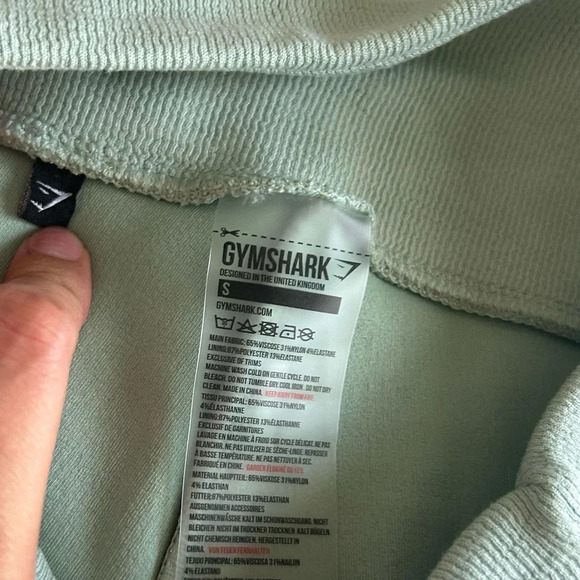 GYMSHARK
DESIGNED IN THE UNITED KINGDOM
S
GYMSHARK.COM
MAIN FABRIC: 65%VISCOSE 31%NYLON 4%ELASTANE
LINING:87%POLYESTER 13%ELASTANE
EXCLUSIVE OF TRIMS
MACHINE WASH COLD ON GENTLE CYCLE. DO NOT
BLEACH. DO NOT TUMBLE DRY. COOL IRON . DO NOT DRY
CLEAN. MADE IN CHINA. KEEP AWAY FROM FIRE
TISSU PRINCIPAL: 65%VISCOSE 31%NYLON
4%ÉLASTHANNE
LINING:87%POLYESTER 13%ELASTANE
EXCLUSIF DE GARNITURES
LAVAGE EN MACHINE À FROID SUR CYCLE DÉLICAT. NE PAS
BLANCHIR. NE PAS UTILISER DE SÈCHE-LINGE. REPASSER
À BASSE TEMPÉRATURE. NE PAS NETTOYER À SEC.
FABRIQUÉ EN CHINE.
MATERIAL HAUPTTEIL: 65%VISCOSE 31%NYLON
4% ELASTAN
FUTTER:87%POLYESTER 13%ELASTAN
AUSGENOMMEN ACCESSOIRES
MASCHINENWÄSCHE KALT IM SCHONWASCHGANG. NICHT
BLEICHEN. NICHT IM TROCKNER TROCKNEN. KALT BÜGELN.
NICHT CHEMISCH REINIGEN. HERGESTELLT IN
CHINA. VON FEUER FERNHALTEN
TEJIDO PRINCIPAL: 65%VISCOSE 31%NAILON
4% ELASTANO